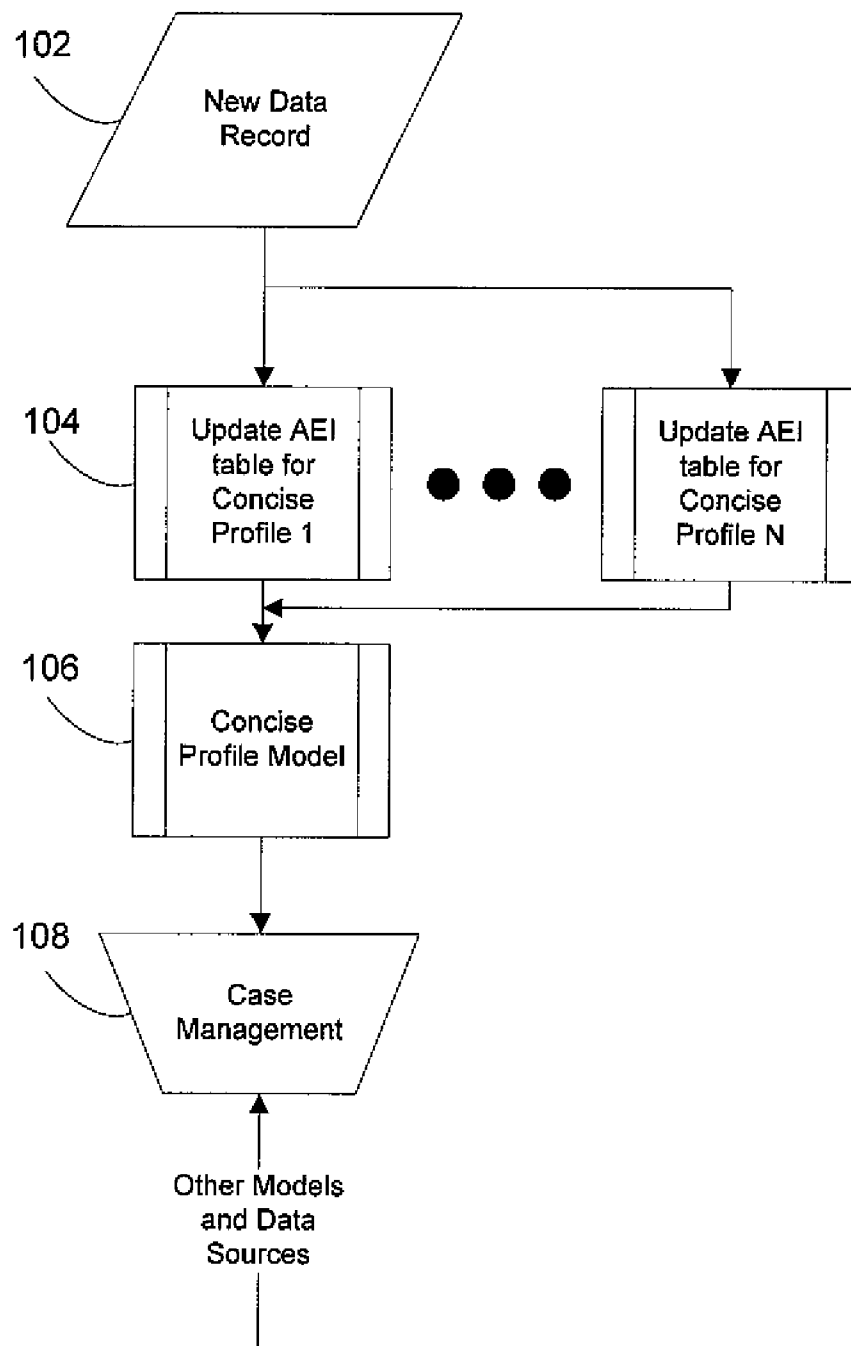 102
New Data
Record
104
Update AEI
table for
Concise
Profile 1
Update AEI
table for
Concise
Profile N
106
Concise
Profile Model
108
Case
Management
Other Models
and Data
Sources